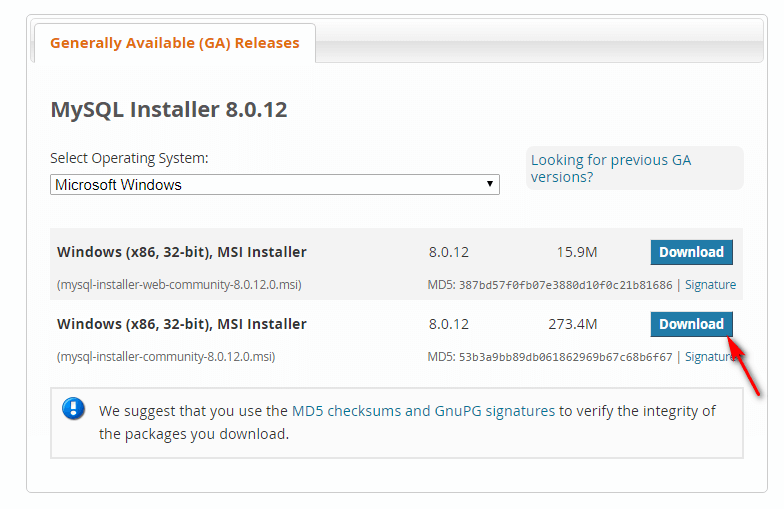 Generally Available (GA) Releases
MySQL Installer 8.0.12
Select Operating System:
Looking for previous GA
versions?
Microsoft Windows
Windows (x86, 32-bit), MSI Installer 8.0.12 15.9M Download
(mysql-installer-web-community-8.0.12.0.msi) MD5: 387bd57f0fb07e3880d10f0c21b81686 | Signature
Windows (x86, 32-bit), MSI Installer 8.0.12 273.4M Download
(mysql-installer-community-8.0.12.0.msi) MD5: 53b3a9bb89db061862969b67c68b6f67 | Signature
We suggest that you use the MD5 checksums and GnuPG signatures to verify the integrity of
the packages you download.